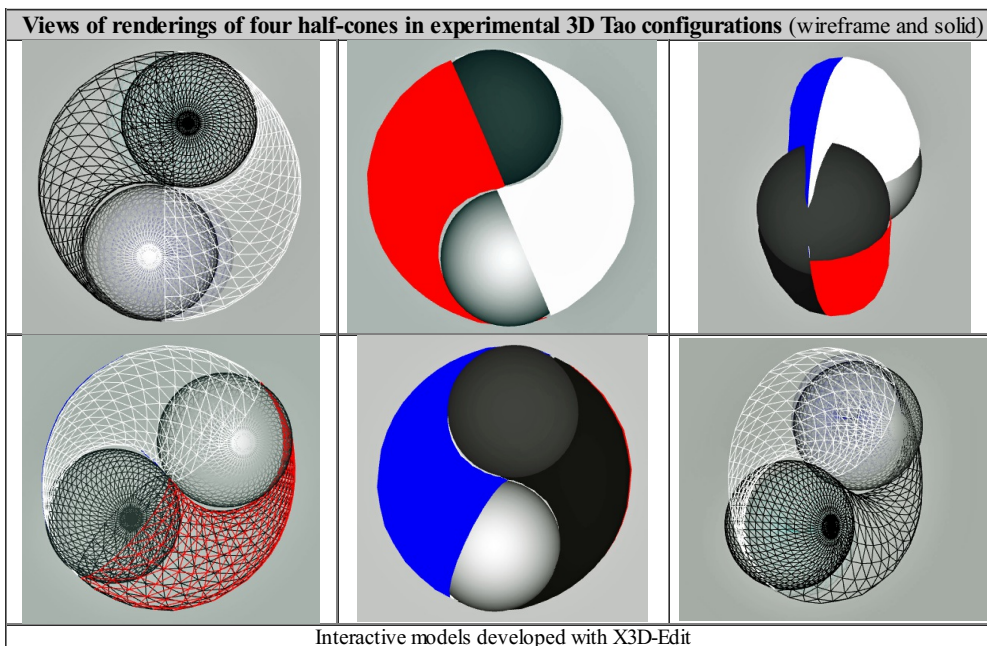 Views of renderings of four half-cones in experimental 3D Tao configurations (wireframe and solid)
Interactive models developed with X3D-Edit